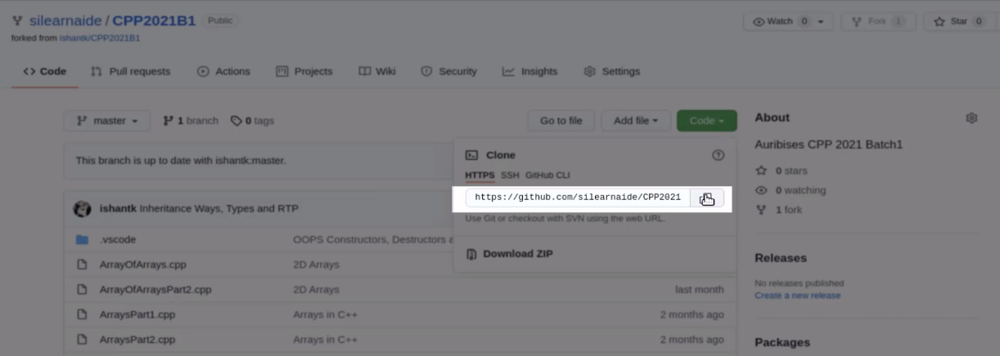 silearnaide / CPP2021B1 Public
Watch 0 Fork 1 Star 0
forked from ishantk/CPP2021B1
<> Code Pull requests Actions Projects Wiki Security Insights Settings
master 1 branch 0 tags Go to file Add file Code
About
This branch is up to date with ishantk:master.
Clone
Auribises CPP 2021 Batch1
HTTPS SSH GitHub CLI
0 stars
https://github.com/silearnaide/CPP2021
0 watching
ishantk Inheritance Ways, Types and RTP
Use Git or checkout with SVN using the web URL.
1 fork
.vscode OOPS Constructors, Destructors
Download ZIP
Releases
ArrayOfArrays.cpp 2D Arrays
No releases published
ArrayOfArraysPart2.cpp 2D Arrays last month
Create a new release
ArraysPart1.cpp Arrays in C++ 2 months ago
ArraysPart2.cpp Arrays in C++ 2 months ago
Packages